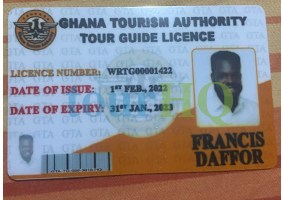 GHANA TOURISM AUTHORITY
TOUR GUIDE LICENCE
LICENCE NUMBER: WRTG00001422
DATE OF ISSUE: 1ST FEB., 2022
DATE OF EXPIRY: 31ST JAN., 2023
FRANCIS
DAFFOR